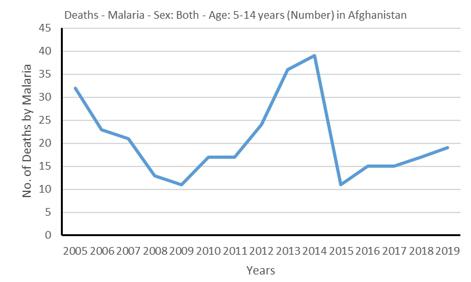 Deaths - Malaria - Sex: Both - Age: 5-14 years (Number) in Afghanistan
45
40
35
30
25
20
15
10
5
0
No. of Deaths by Malaria
2005 2006 2007 2008 2009 2010 2011 2012 2013 2014 2015 2016 2017 2018 2019
Years